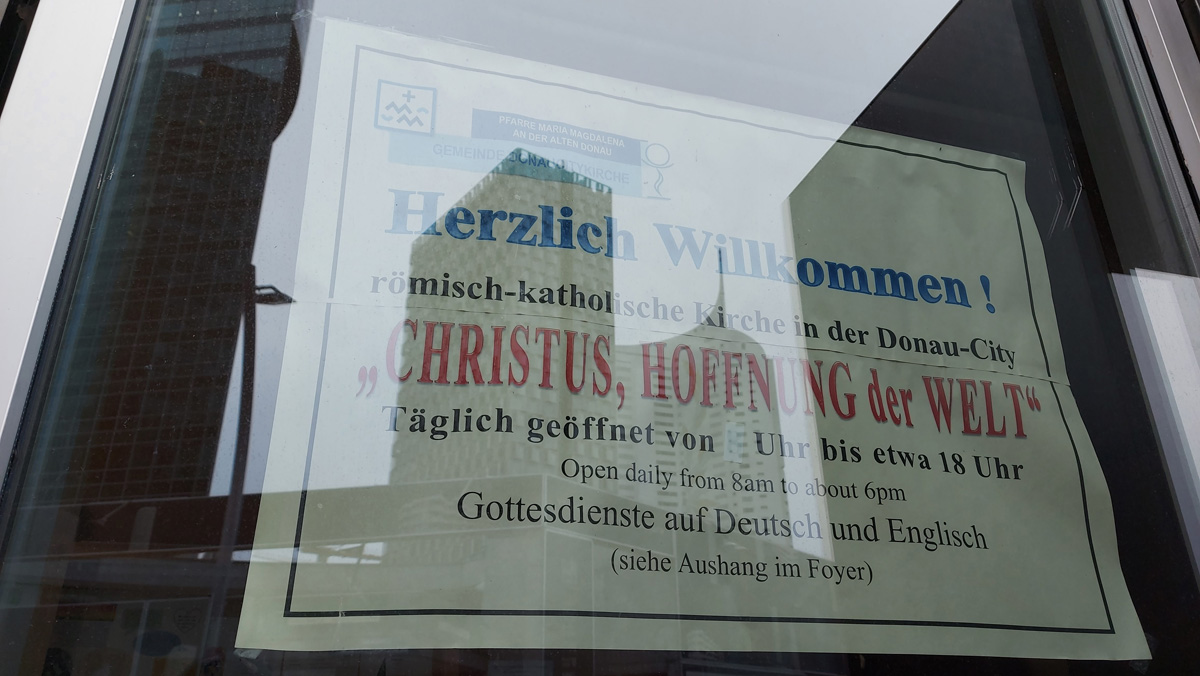 PFARRE MARIA MAGDALENA
AN DER ALTEN DONAU
GEMEINDE DONAUCITYKIRCHE
Herzlich Willkommen !
römisch-katholische Kirche in der Donau-City
„CHRISTUS, HOFFNUNG der WELT“
Täglich geöffnet von Uhr bis etwa 18 Uhr
Open daily from 8am to about 6pm
Gottesdienste auf Deutsch und Englisch
(siehe Aushang im Foyer)